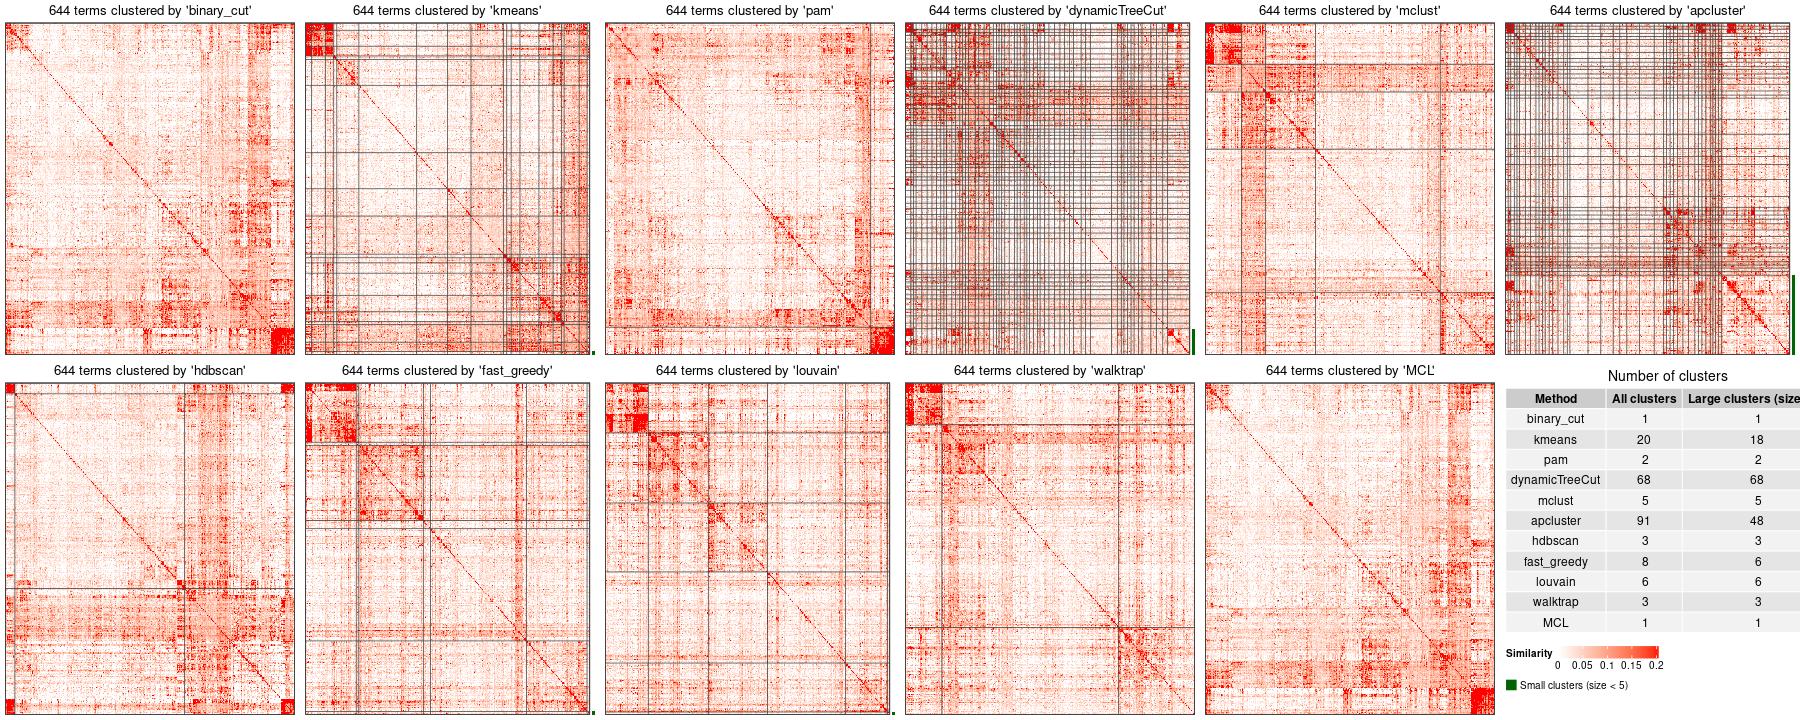 644 terms clustered by 'binary_cut'
644 terms clustered by 'kmeans'
644 terms clustered by 'pam'
644 terms clustered by 'dynamicTreeCut'
644 terms clustered by 'mclust'
644 terms clustered by 'apcluster'
644 terms clustered by 'hdbscan'
644 terms clustered by 'fast_greedy'
644 terms clustered by 'louvain'
644 terms clustered by 'walktrap'
644 terms clustered by 'MCL'
Number of clusters
Method All clusters Large clusters (size
binary_cut 1 1
kmeans 20 18
pam 2 2
dynamicTreeCut 68 68
mclust 5 5
apcluster 91 48
hdbscan 3 3
fast_greedy 8 6
louvain 6 6
walktrap 3 3
MCL 1 1
Similarity
0 0.05 0.1 0.15 0.2
Small clusters (size < 5)